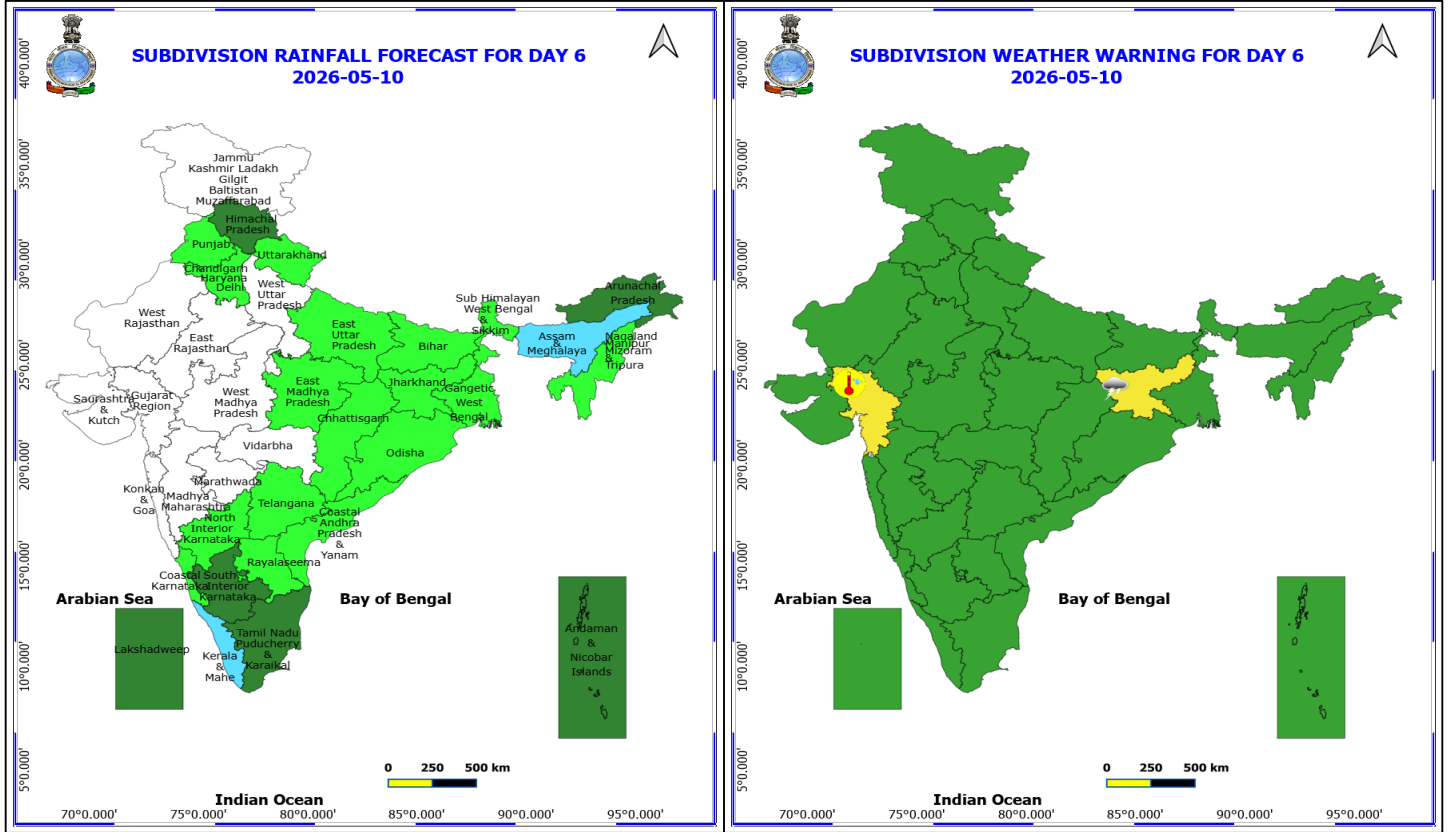 SUBDIVISION RAINFALL FORECAST FOR DAY 6
2026-05-10
40°0.000'
35°0.000'
30°0.000'
25°0.000'
20°0.000'
15°0.000'
10°0.000'
5°0.000'
Jammu
Kashmir Ladakh
Gilgit
Baltistan
Muzaffarabad
Himachal
Pradesh
Punjab
Uttarakhand
Chandigarh
Haryana
Delhi
West
Uttar
Pradesh
West
Rajasthan
East
Rajasthan
East
Uttar
Pradesh
Bihar
Sub Himalayan
West Bengal
&
Sikkim
Arunachal
Pradesh
Assam
&
Meghalaya
Nagaland
Manipur
Mizoram
&
Tripura
Saurashtra
&
Kutch
Gujarat
Region
West
Madhya
Pradesh
East
Madhya
Pradesh
Jharkhand
Gangetic
West
Bengal
Chhattisgarh
Vidarbha
Odisha
Konkan
&
Goa
Madhya
Maharashtra
Marathwada
Telangana
North
Interior
Karnataka
Coastal
Andhra
Pradesh
&
Yanam
Rayalaseema
Coastal
Karnataka
South
Interior
Karnataka
Tamil Nadu
Puducherry
&
Karaikal
Kerala
&
Mahe
Lakshadweep
Andaman
&
Nicobar
Islands
Arabian Sea
Bay of Bengal
Indian Ocean
0 250 500 km
70°0.000' 75°0.000' 80°0.000' 85°0.000' 90°0.000' 95°0.000'
SUBDIVISION WEATHER WARNING FOR DAY 6
2026-05-10
40°0.000'
35°0.000'
30°0.000'
25°0.000'
20°0.000'
15°0.000'
10°0.000'
5°0.000'
Arabian Sea
Bay of Bengal
Indian Ocean
0 250 500 km
70°0.000' 75°0.000' 80°0.000' 85°0.000' 90°0.000' 95°0.000'